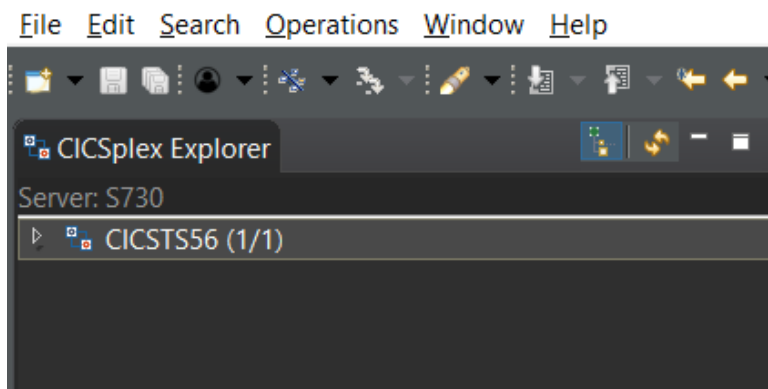 File Edit Search Operations Window Help
CICSplex Explorer
Server: S730
CICSTS56 (1/1)